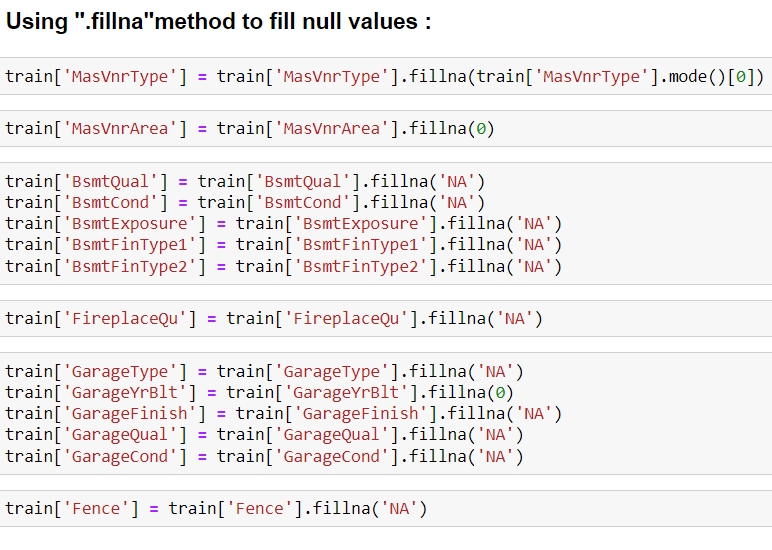 Using ".fillna"method to fill null values :
train['MasVnrType'] = train['MasVnrType'].fillna(train['MasVnrType'].mode()[0])
train['MasVnrArea'] = train['MasVnrArea'].fillna(0)
train['BsmtQual'] = train['BsmtQual'].fillna('NA')
train['BsmtCond'] = train['BsmtCond'].fillna('NA')
train['BsmtExposure'] = train['BsmtExposure'].fillna('NA')
train['BsmtFinType1'] = train['BsmtFinType1'].fillna('NA')
train['BsmtFinType2'] = train['BsmtFinType2'].fillna('NA')
train['FireplaceQu'] = train['FireplaceQu'].fillna('NA')
train['GarageType'] = train['GarageType'].fillna('NA')
train['GarageYrBlt'] = train['GarageYrBlt'].fillna(0)
train['GarageFinish'] = train['GarageFinish'].fillna('NA')
train['GarageQual'] = train['GarageQual'].fillna('NA')
train['GarageCond'] = train['GarageCond'].fillna('NA')
train['Fence'] = train['Fence'].fillna('NA')